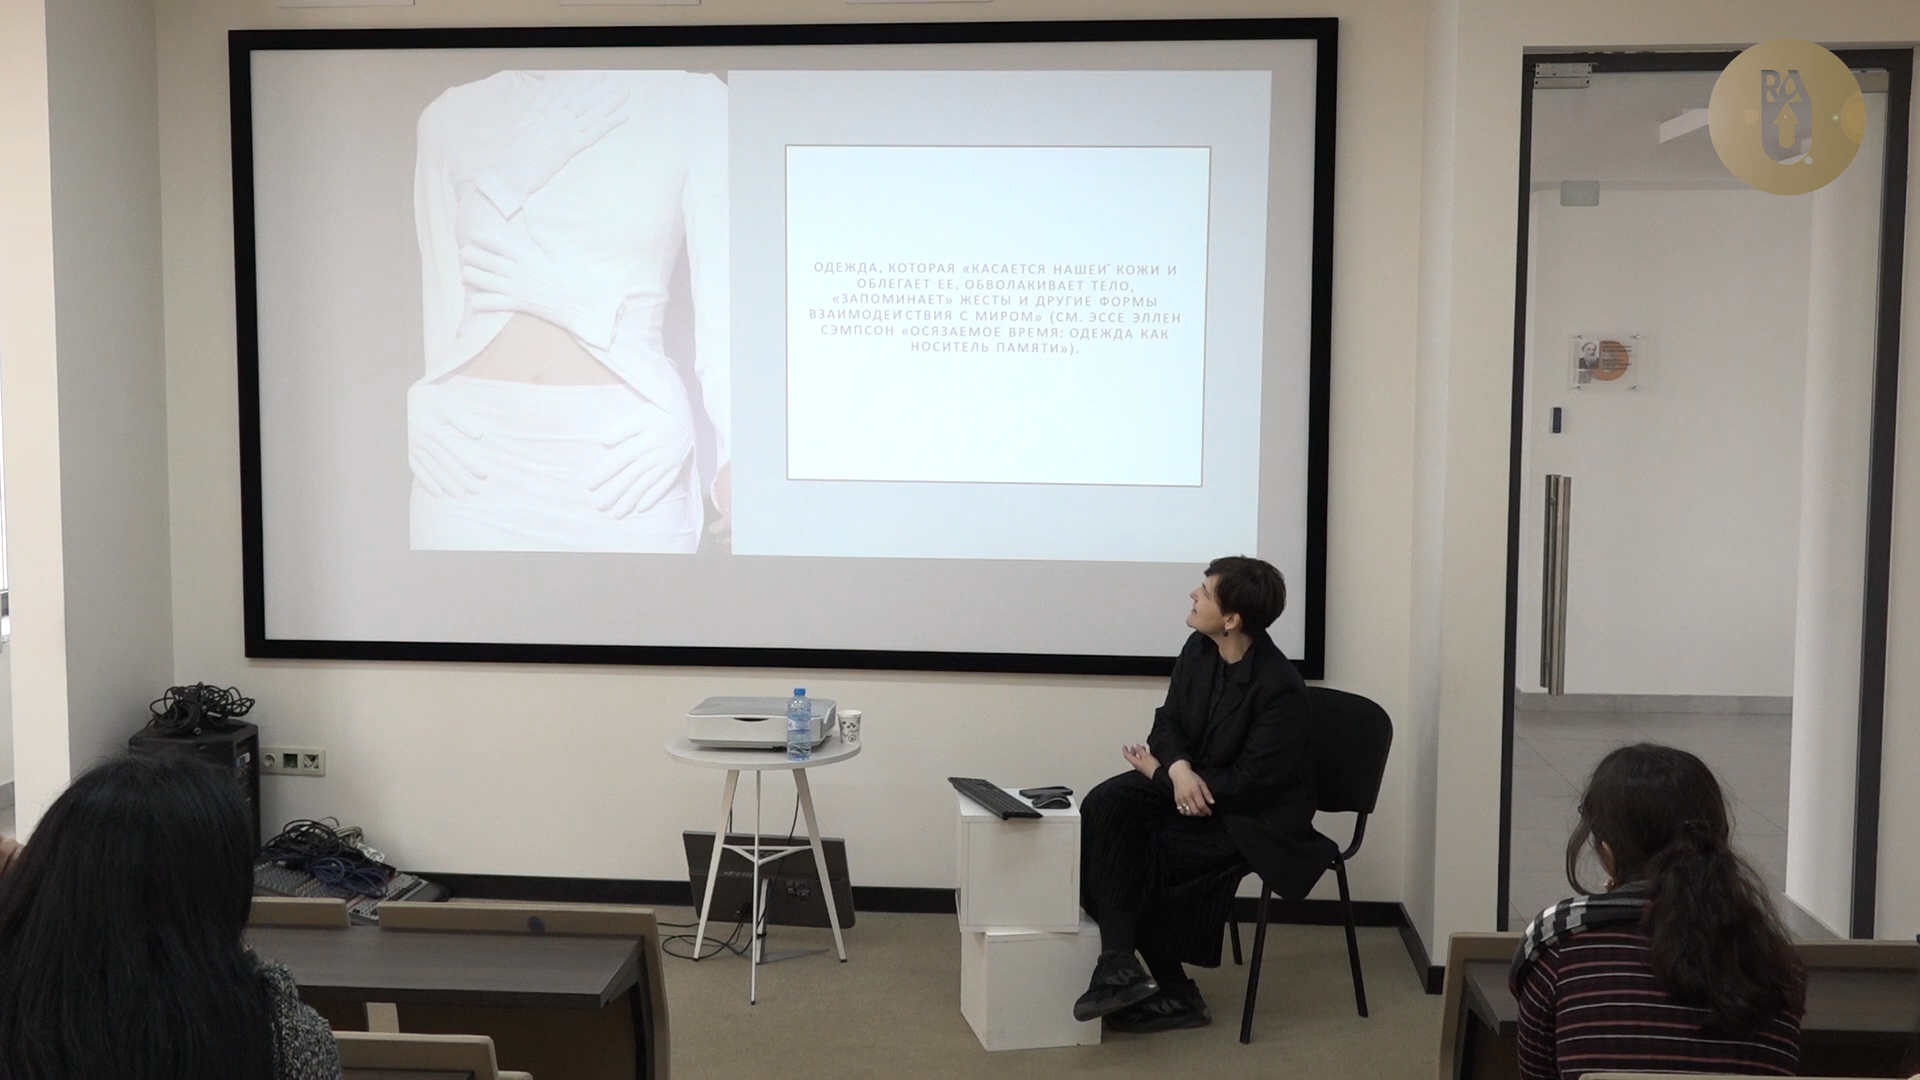 ОДЕЖДА, КОТОРАЯ «КАСАЕТСЯ НАШЕЙ КОЖИ И
ОБЛЕГАЕТ ЕЕ, ОБВОЛАКИВАЕТ ТЕЛО,
«ЗАПОМИНАЕТ» ЖЕСТЫ И ДРУГИЕ ФОРМЫ
ВЗАИМОДЕЙСТВИЯ С МИРОМ» (СМ. ЭССЕ ЭЛЛЕН
СЭМПСОН «ОСЯЗАЕМОЕ ВРЕМЯ: ОДЕЖДА КАК
НОСИТЕЛЬ ПАМЯТИ»).
RAU